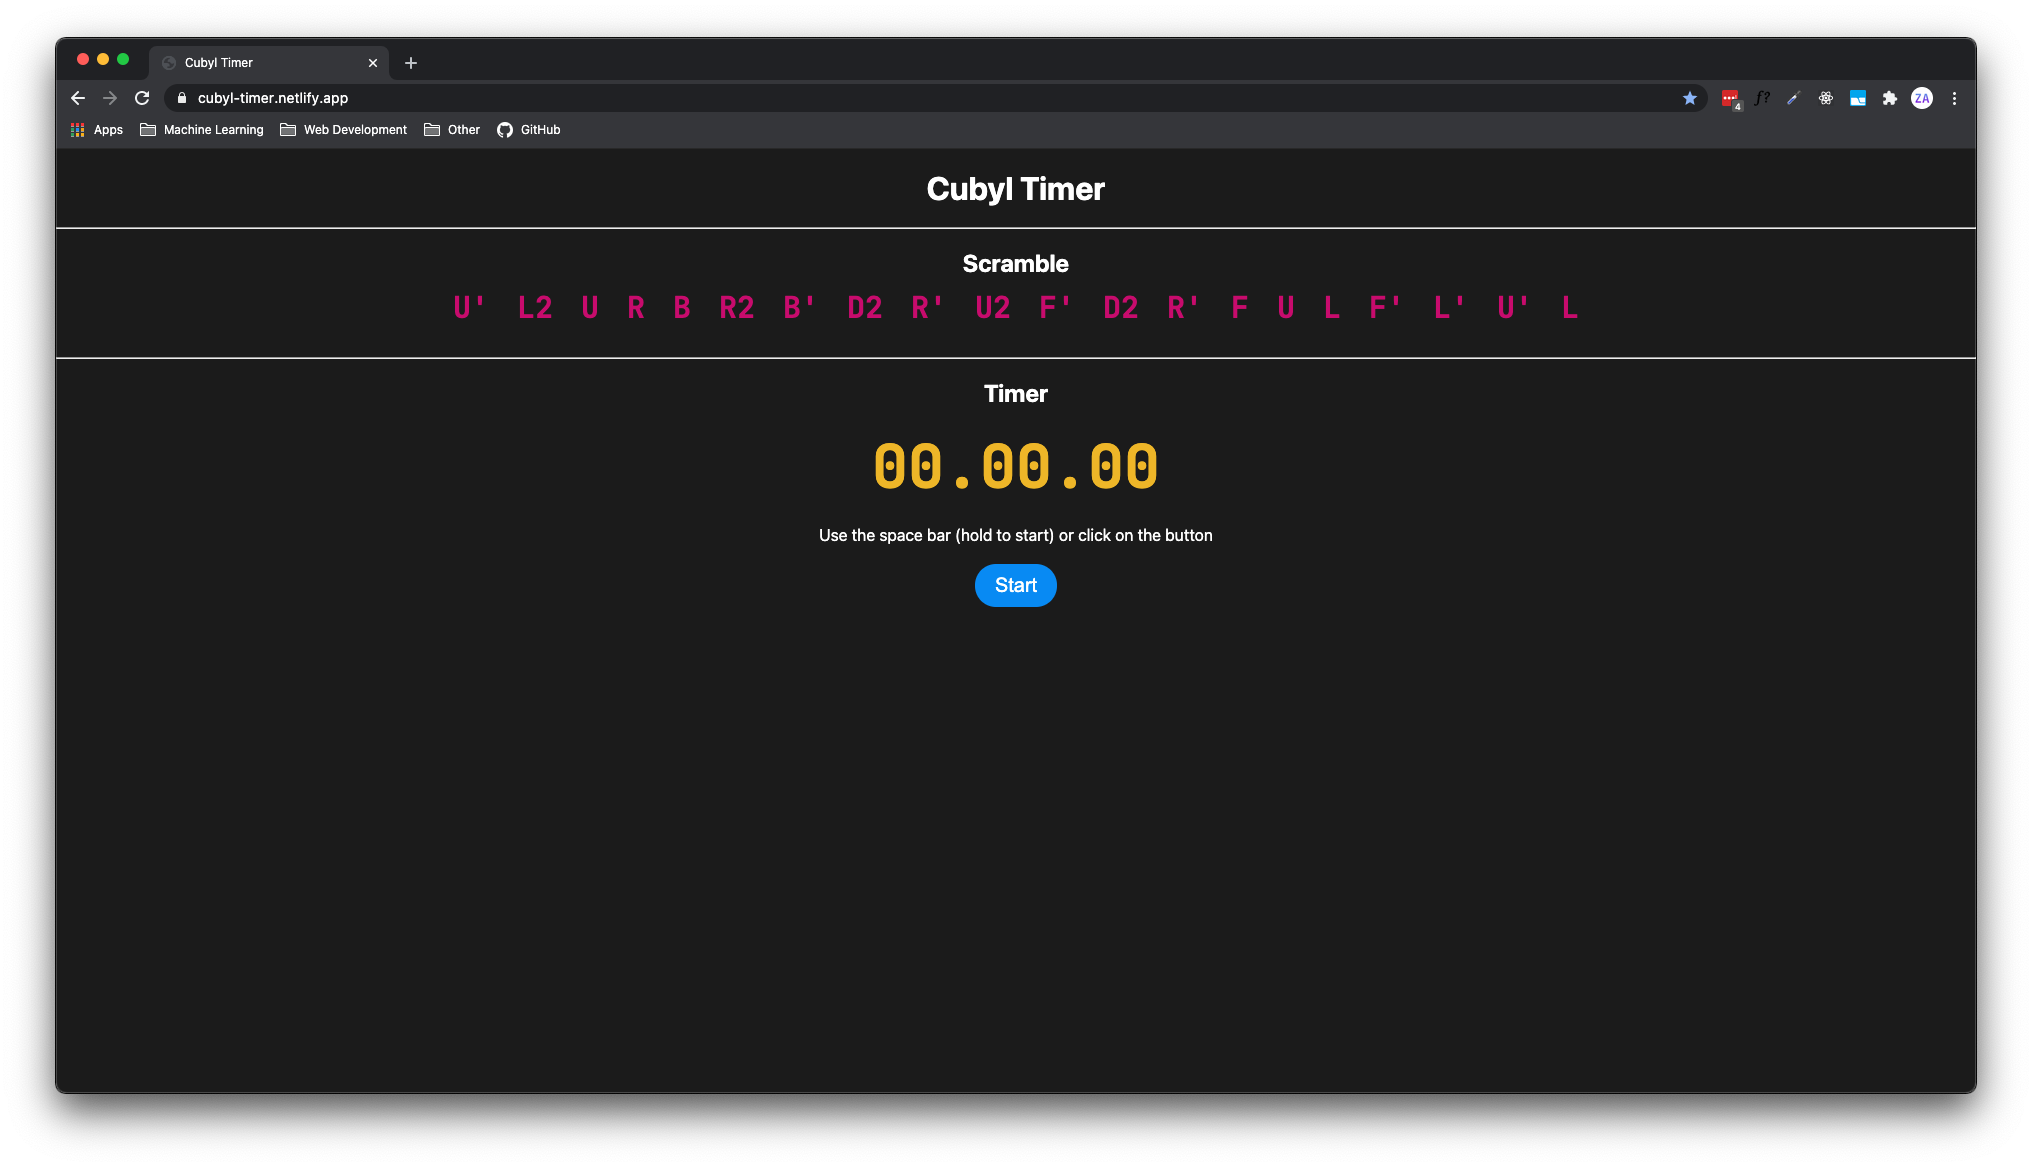 Cubyl Timer
cubyl-timer.netlify.app
4
f?
ZA
Apps Machine Learning Web Development Other GitHub
Cubyl Timer
Scramble
U' L2 U R B R2 B' D2 R' U2 F' D2 R' F U L F' L' U' L
Timer
00.00.00
Use the space bar (hold to start) or click on the button
Start